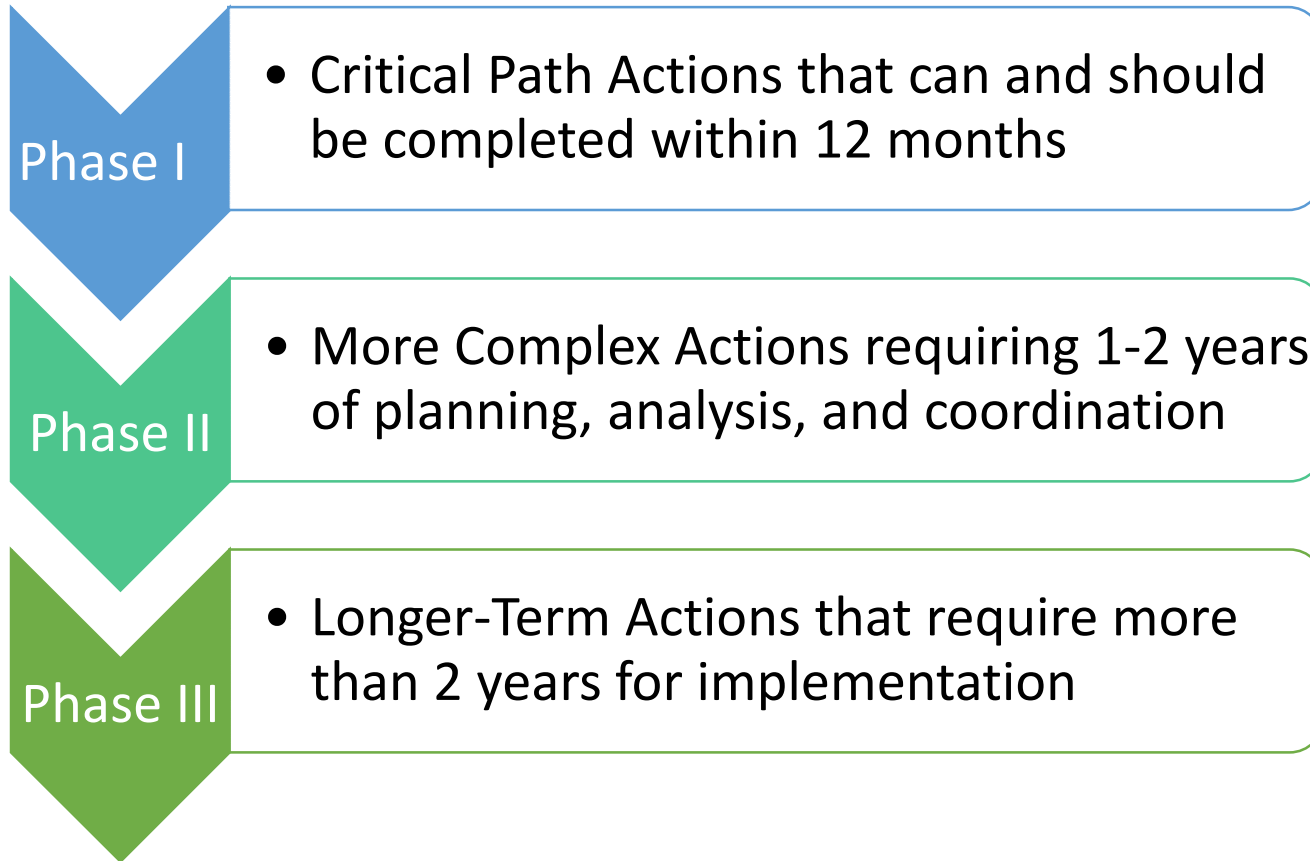 Phase I
• Critical Path Actions that can and should
be completed within 12 months
Phase II
• More Complex Actions requiring 1-2 years
of planning, analysis, and coordination
Phase III
• Longer-Term Actions that require more
than 2 years for implementation